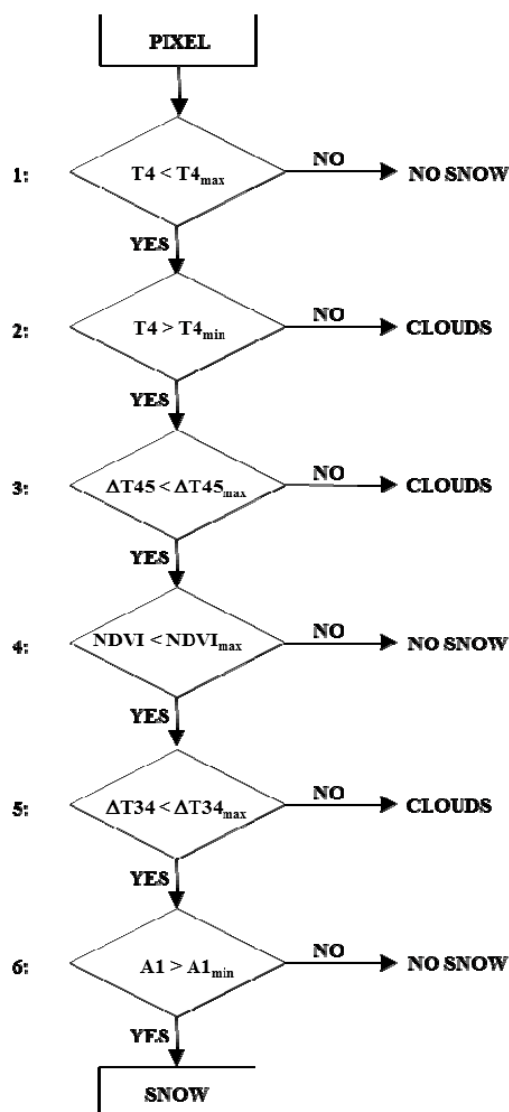 PIXEL
1: T4 < T4max NO NO SNOW
YES
2: T4 > T4min NO CLOUDS
YES
3: ΔT45 < ΔT45max NO CLOUDS
YES
4: NDVI < NDVImax NO NO SNOW
YES
5: ΔT34 < ΔT34max NO CLOUDS
YES
6: A1 > A1min NO NO SNOW
YES
SNOW